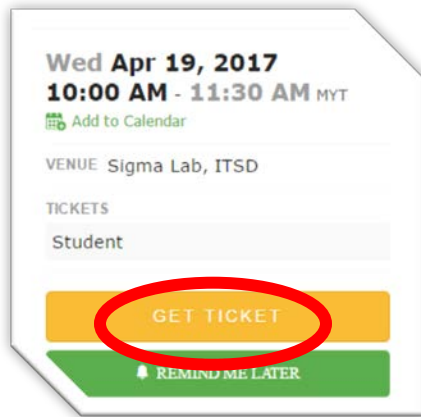 Wed Apr 19, 2017
10:00 AM - 11:30 AM MYT
Add to Calendar
VENUE Sigma Lab, ITSD
TICKETS
Student
GET TICKET
REMIND ME LATER